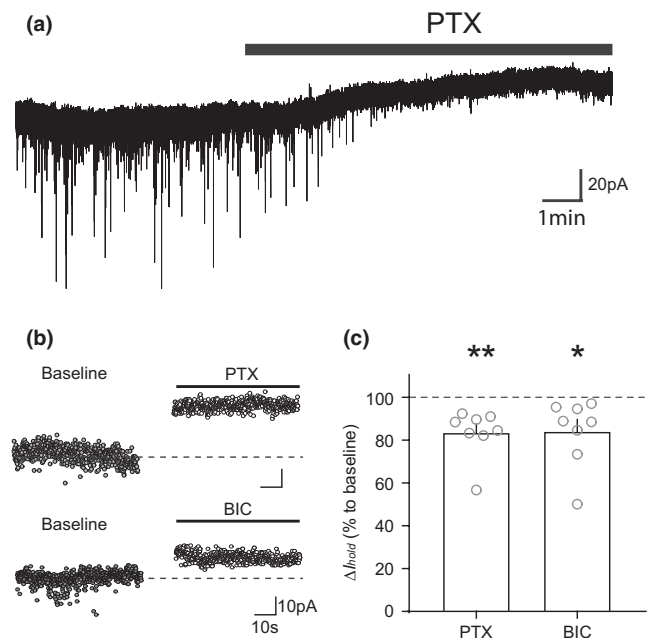 (a)
PTX
20pA
1min
(b)
Baseline
PTX
Baseline
BIC
10pA
10s
(c)
** *
100
80
60
40
20
0
ΔIhold (% to baseline)
PTX BIC